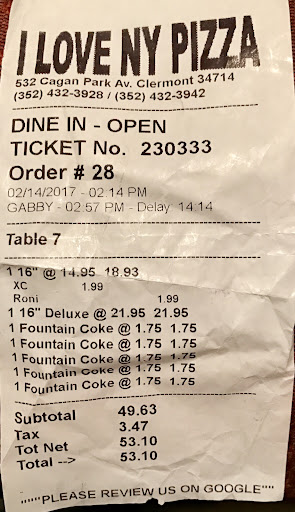 I LOVE NY PIZZA
532 Cagan Park Av. Clermont 34714
(352) 432-3928 / (352) 432-3942
DINE IN - OPEN
TICKET No. 230333
Order # 28
02/14/2017 - 02:14 PM
GABBY - 02:57 PM - Delay 14:14
Table 7
1 16" @ 14.95 18.93
XC 1.99
Roni 1.99
1 16" Deluxe @ 21.95 21.95
1 Fountain Coke @ 1.75 1.75
1 Fountain Coke @ 1.75 1.75
1 Fountain Coke @ 1.75 1.75
1 Fountain Coke @ 1.75 1.75
1 Fountain Coke @ 1.75 1.75
Subtotal 49.63
Tax 3.47
Tot Net 53.10
Total --> 53.10
""""PLEASE REVIEW US ON GOOGLE""""